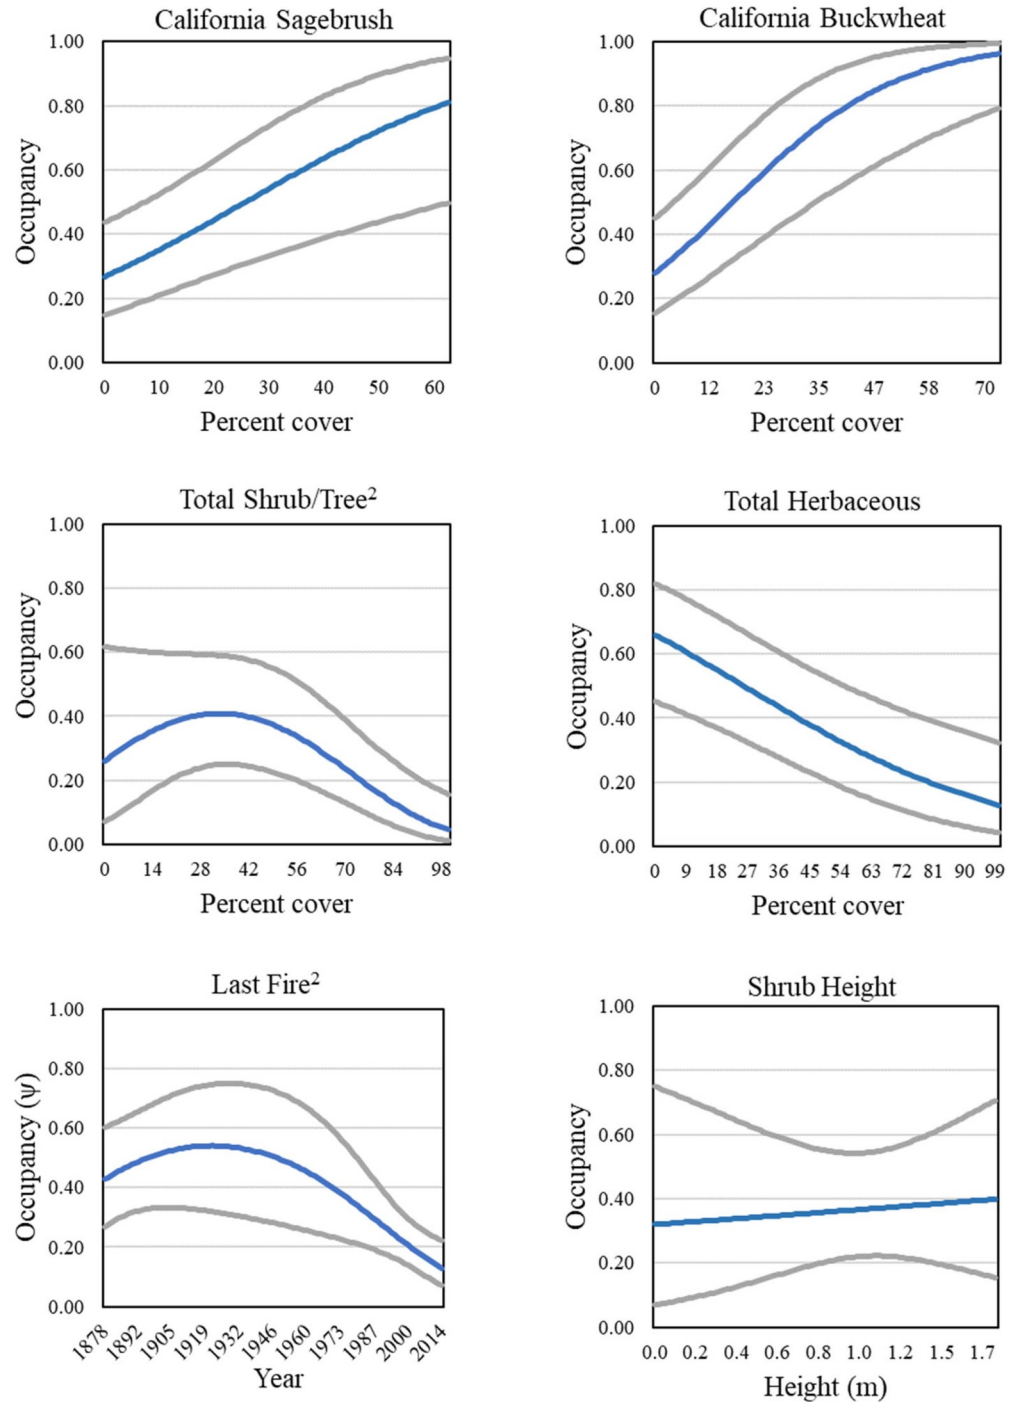 California Sagebrush
1.00
0.80
0.60
0.40
0.20
0.00
Occupancy
0 10 20 30 40 50 60
Percent cover
California Buckwheat
1.00
0.80
0.60
0.40
0.20
0.00
Occupancy
0 12 23 35 47 58 70
Percent cover
Total Shrub/Tree²
1.00
0.80
0.60
0.40
0.20
0.00
Occupancy
0 14 28 42 56 70 84 98
Percent cover
Total Herbaceous
1.00
0.80
0.60
0.40
0.20
0.00
Occupancy
0 9 18 27 36 45 54 63 72 81 90 99
Percent cover
Last Fire²
1.00
0.80
0.60
0.40
0.20
0.00
Occupancy (ψ)
1878 1892 1905 1919 1932 1946 1960 1973 1987 2000 2014
Year
Shrub Height
1.00
0.80
0.60
0.40
0.20
0.00
Occupancy
0.0 0.2 0.4 0.6 0.8 1.0 1.2 1.5 1.7
Height (m)